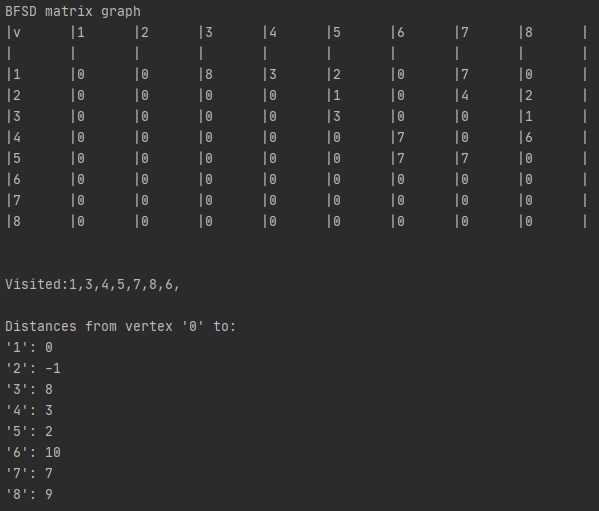 BFSD matrix graph
|v |1 |2 |3 |4 |5 |6 |7 |8 |
| | | | | | | | | |
|1 |0 |0 |8 |3 |2 |0 |7 |0 |
|2 |0 |0 |0 |0 |1 |0 |4 |2 |
|3 |0 |0 |0 |0 |3 |0 |0 |1 |
|4 |0 |0 |0 |0 |0 |7 |0 |6 |
|5 |0 |0 |0 |0 |0 |7 |7 |0 |
|6 |0 |0 |0 |0 |0 |0 |0 |0 |
|7 |0 |0 |0 |0 |0 |0 |0 |0 |
|8 |0 |0 |0 |0 |0 |0 |0 |0 |
Visited:1,3,4,5,7,8,6,
Distances from vertex '0' to:
'1': 0
'2': -1
'3': 8
'4': 3
'5': 2
'6': 10
'7': 7
'8': 9